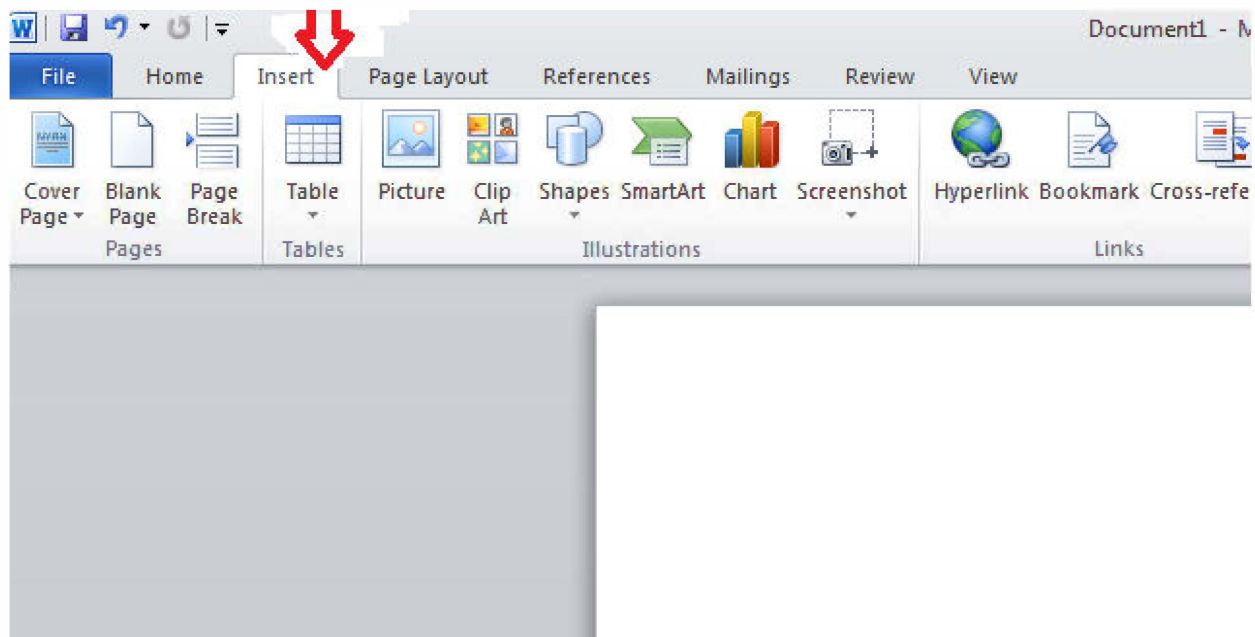 W
Document1 - M
File Home Insert Page Layout References Mailings Review View
Cover Blank Page Table Picture Clip Shapes SmartArt Chart Screenshot Hyperlink Bookmark Cross-refe
Page Page Break Art
Pages Tables Illustrations Links